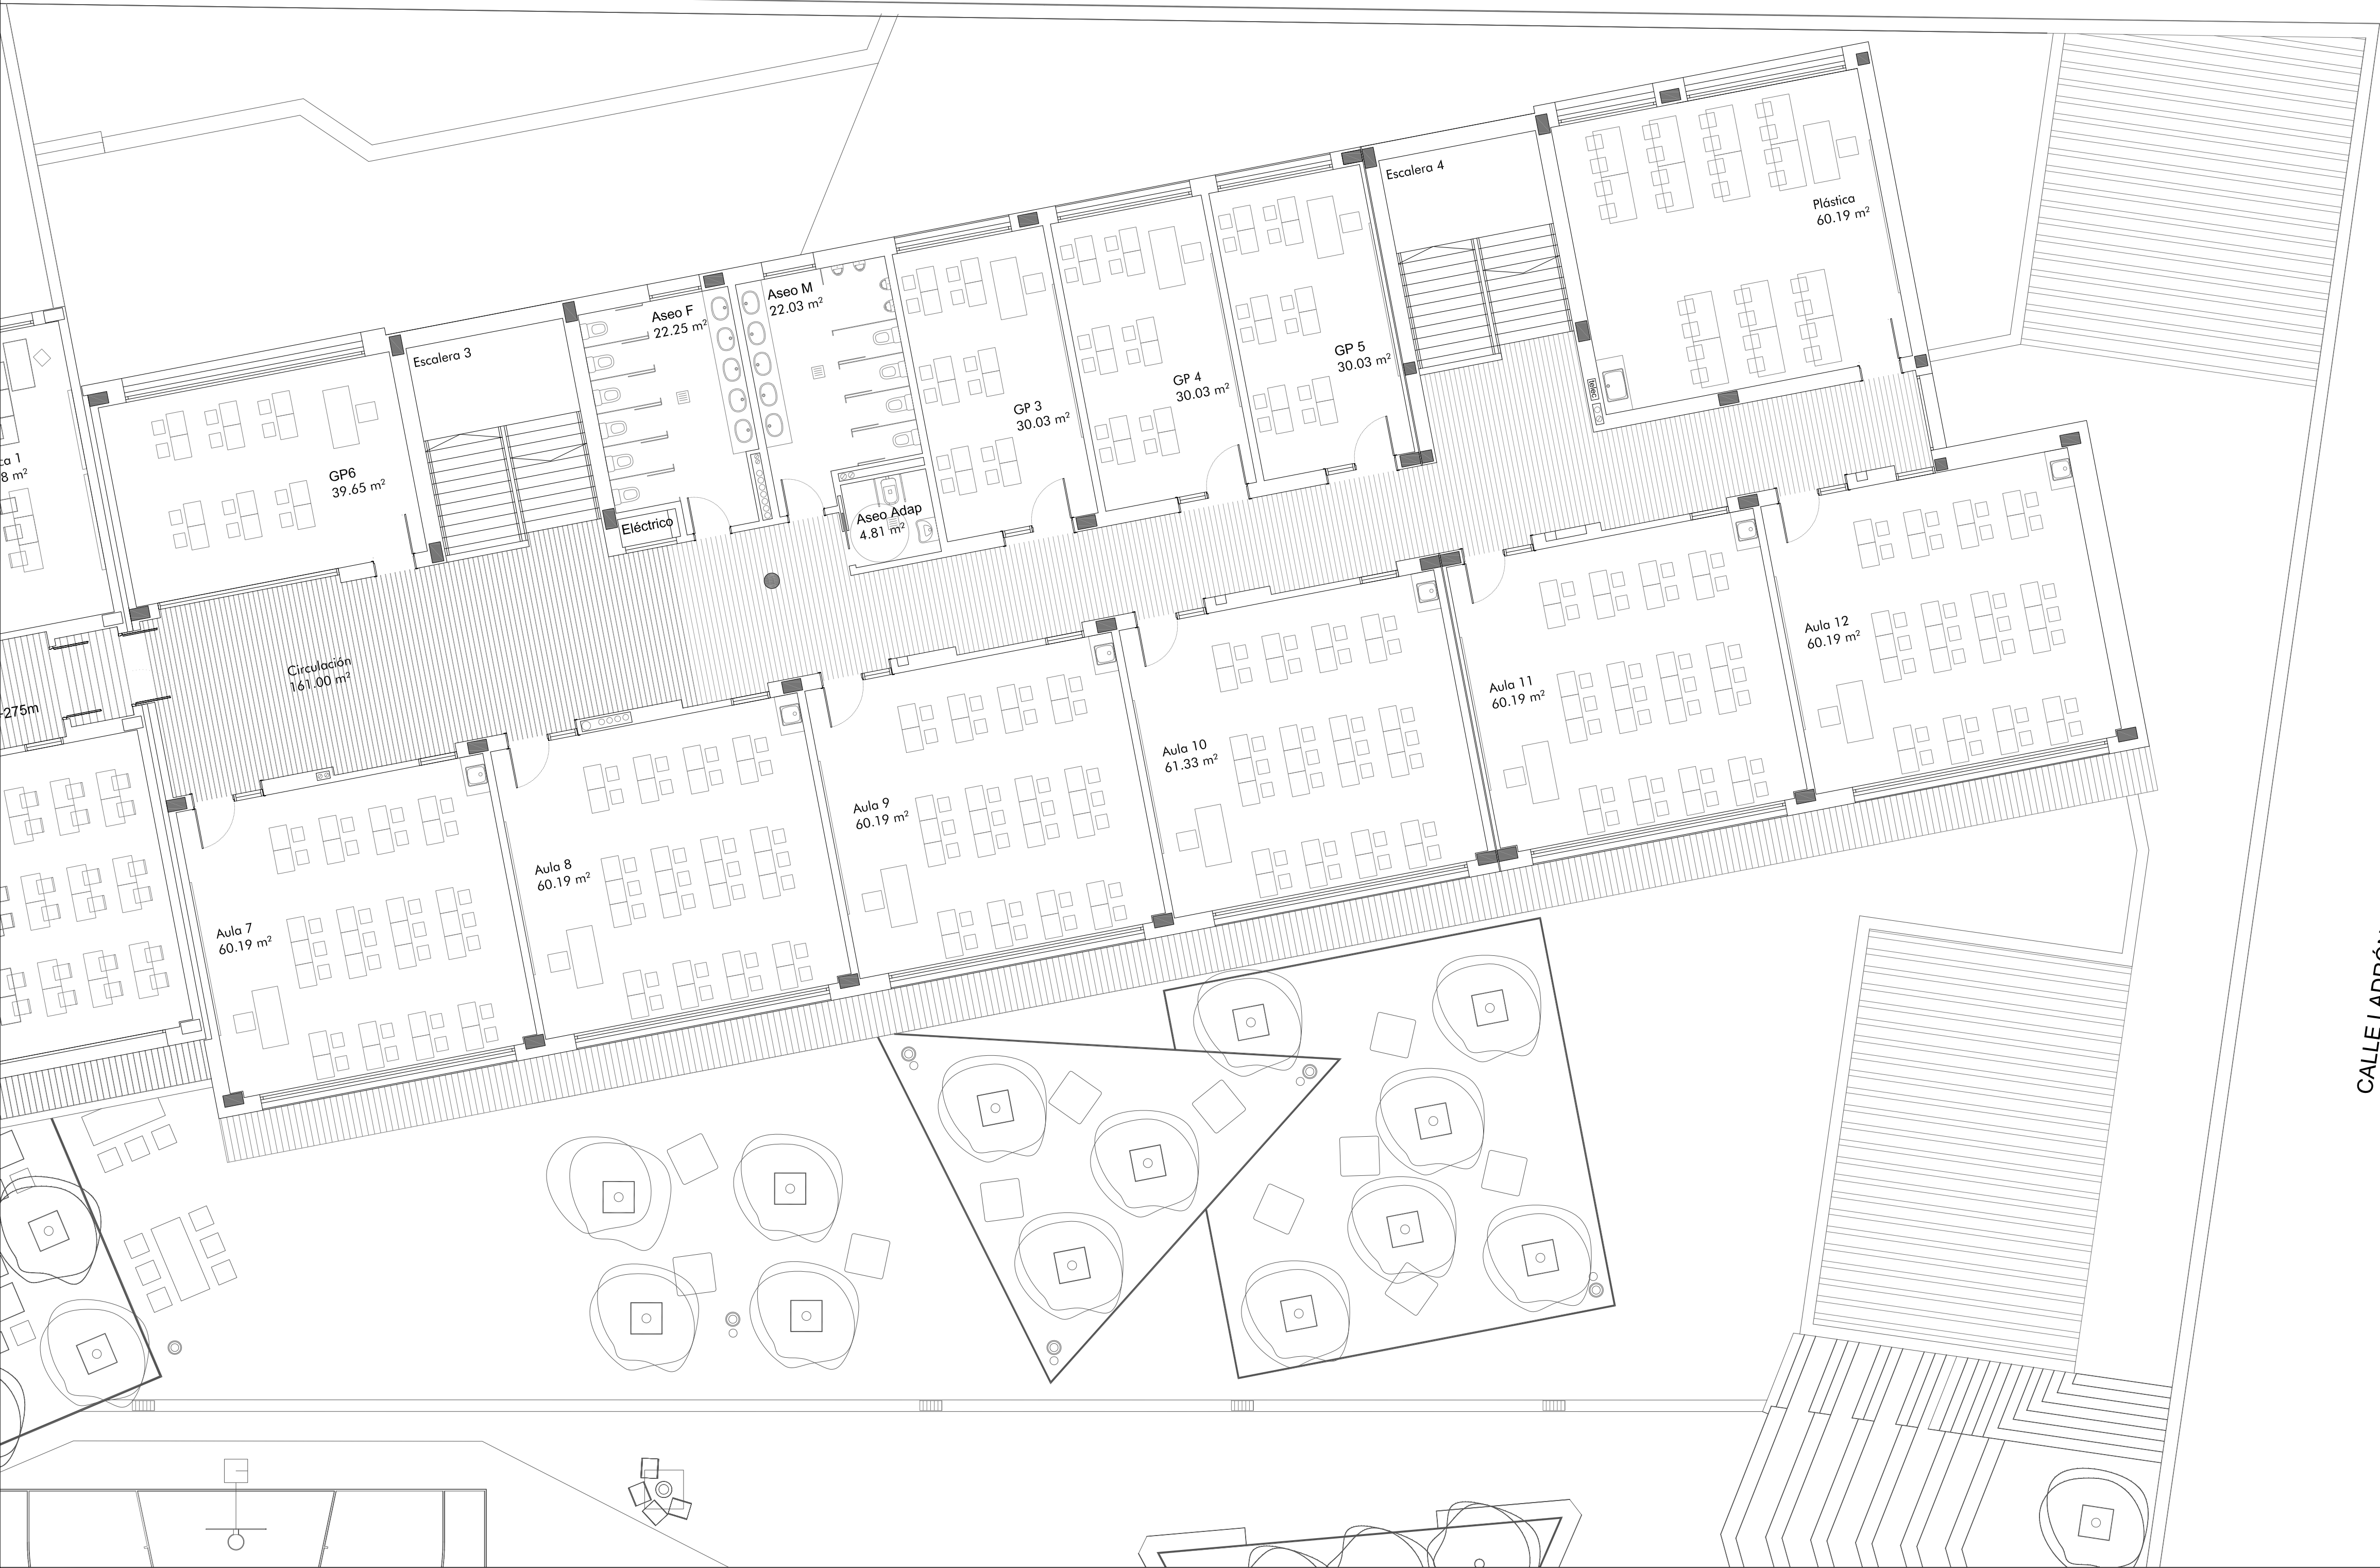 Plástica
60.19 m²
Escalera 4
Aseo M
22.03 m²
Aseo F
22.25 m²
Escalera 3
GP 5
30.03 m²
GP 4
30.03 m²
GP 3
30.03 m²
GP6
39.65 m²
ca 1
8 m²
Eléctrico
Aseo Adap
4.81 m²
Circulación
161.00 m²
-275m
Aula 12
60.19 m²
Aula 11
60.19 m²
Aula 10
61.33 m²
Aula 9
60.19 m²
Aula 8
60.19 m²
Aula 7
60.19 m²